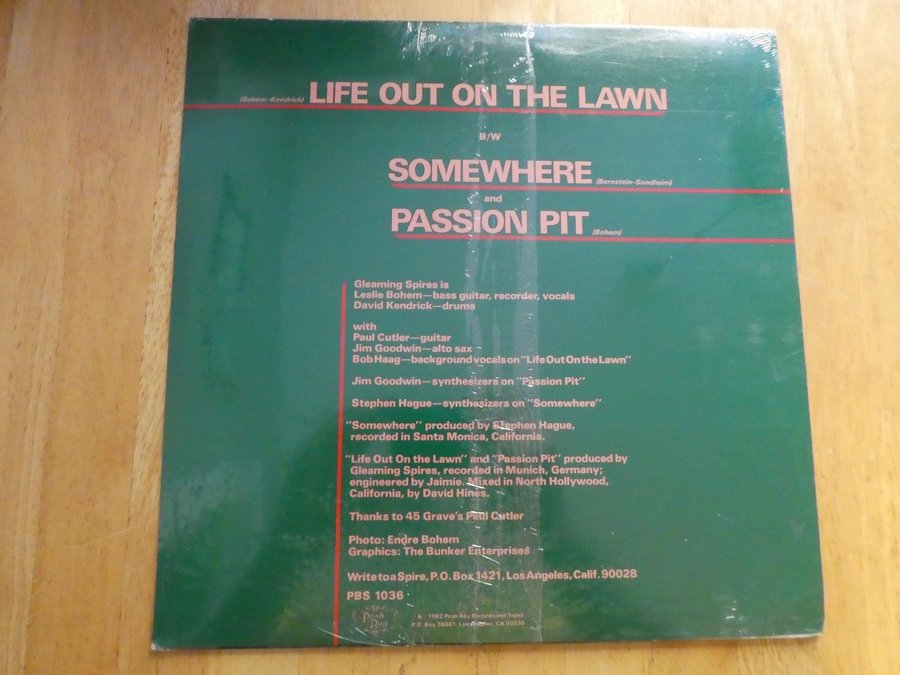 (Bohem-Kendrick) LIFE OUT ON THE LAWN
B/W
SOMEWHERE (Bernstein-Sondheim)
and
PASSION PIT (Bohem)
Gleaming Spires is
Leslie Bohem—bass guitar, recorder, vocals
David Kendrick—drums
with
Paul Cutler—guitar
Jim Goodwin—alto sax
Bob Haag—background vocals on "Life Out On the Lawn"
Jim Goodwin—synthesizers on "Passion Pit"
Stephen Hague—synthesizers on "Somewhere"
"Somewhere" produced by Stephen Hague,
recorded in Santa Monica, California.
"Life Out On the Lawn" and "Passion Pit" produced by
Gleaming Spires, recorded in Munich, Germany;
engineered by Jaimie. Mixed in North Hollywood,
California, by David Hines.
Thanks to 45 Grave's Paul Cutler
Photo: Endre Bohem
Graphics: The Bunker Enterprises
Write to a Spire, P.O. Box 1421, Los Angeles, Calif. 90028
PBS 1036
Posh Boy
& 1982 Posh Boy Records and Tapes
P.O. Box 38861, Los Angeles, CA 90038